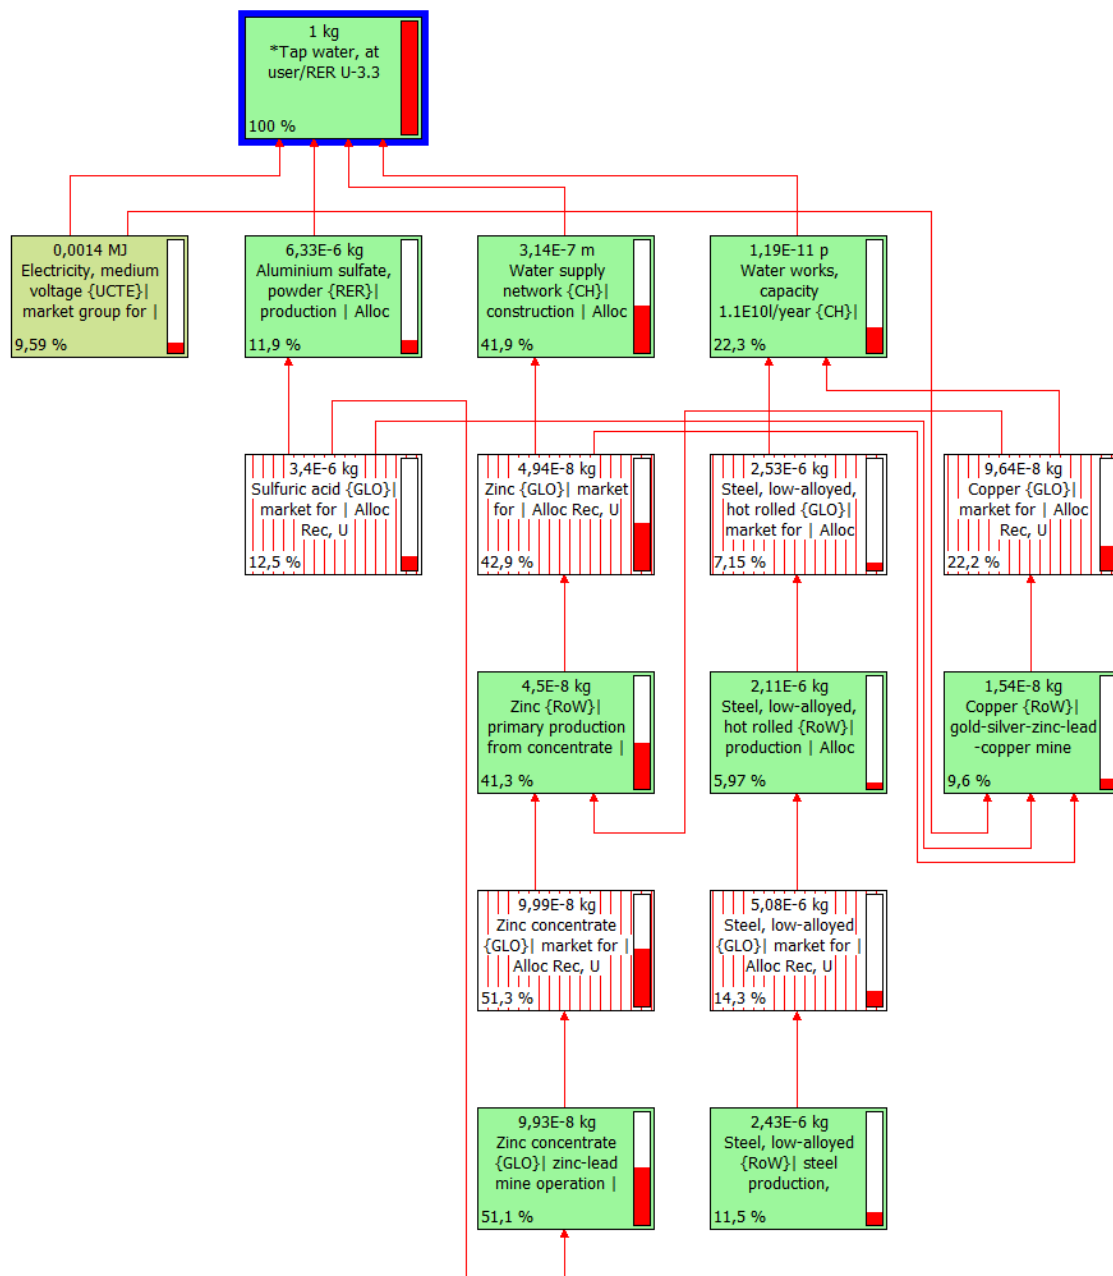 1 kg
*Tap water, at
user/RER U-3.3
100 %
0,0014 MJ
Electricity, medium
voltage {UCTE}|
market group for |
9,59 %
6,33E-6 kg
Aluminium sulfate,
powder {RER}|
production | Alloc
11,9 %
3,14E-7 m
Water supply
network {CH}|
construction | Alloc
41,9 %
1,19E-11 p
Water works,
capacity
1.1E10l/year {CH}|
22,3 %
3,4E-6 kg
Sulfuric acid {GLO}|
market for | Alloc
Rec, U
12,5 %
4,94E-8 kg
Zinc {GLO}| market
for | Alloc Rec, U
42,9 %
2,53E-6 kg
Steel, low-alloyed,
hot rolled {GLO}|
market for | Alloc
7,15 %
9,64E-8 kg
Copper {GLO}|
market for | Alloc
Rec, U
22,2 %
4,5E-8 kg
Zinc {RoW}|
primary production
from concentrate |
41,3 %
2,11E-6 kg
Steel, low-alloyed,
hot rolled {RoW}|
production | Alloc
5,97 %
1,54E-8 kg
Copper {RoW}|
gold-silver-zinc-lead
-copper mine
9,6 %
9,99E-8 kg
Zinc concentrate
{GLO}| market for |
Alloc Rec, U
51,3 %
5,08E-6 kg
Steel, low-alloyed
{GLO}| market for |
Alloc Rec, U
14,3 %
9,93E-8 kg
Zinc concentrate
{GLO}| zinc-lead
mine operation |
51,1 %
2,43E-6 kg
Steel, low-alloyed
{RoW}| steel
production,
11,5 %